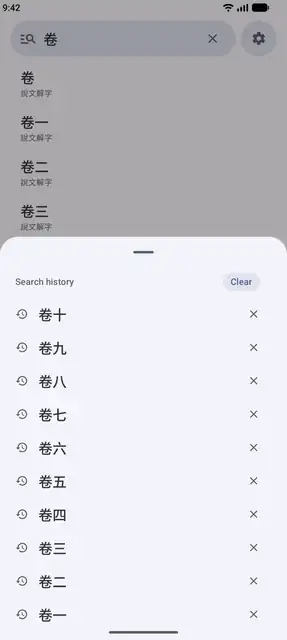 9:42
卷
卷
說文解字
卷一
說文解字
卷二
說文解字
卷三
說文解字
Search history
Clear
卷十
卷九
卷八
卷七
卷六
卷五
卷四
卷三
卷二
卷一